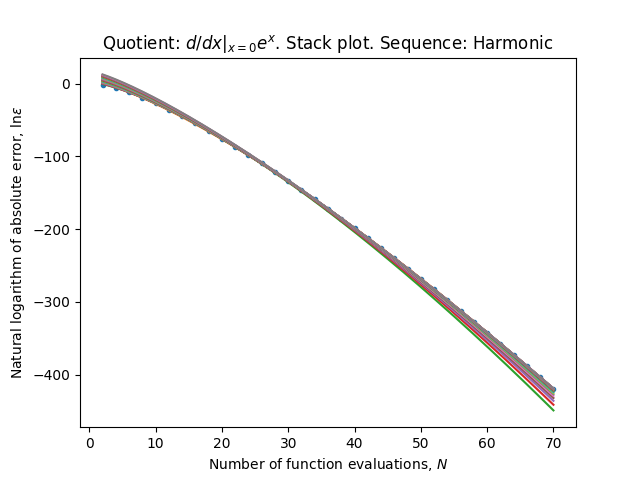 Quotient: d/dx|ₓ₌₀eˣ. Stack plot. Sequence: Harmonic
Natural logarithm of absolute error, lnε
0
−100
−200
−300
−400
0 10 20 30 40 50 60 70
Number of function evaluations, N